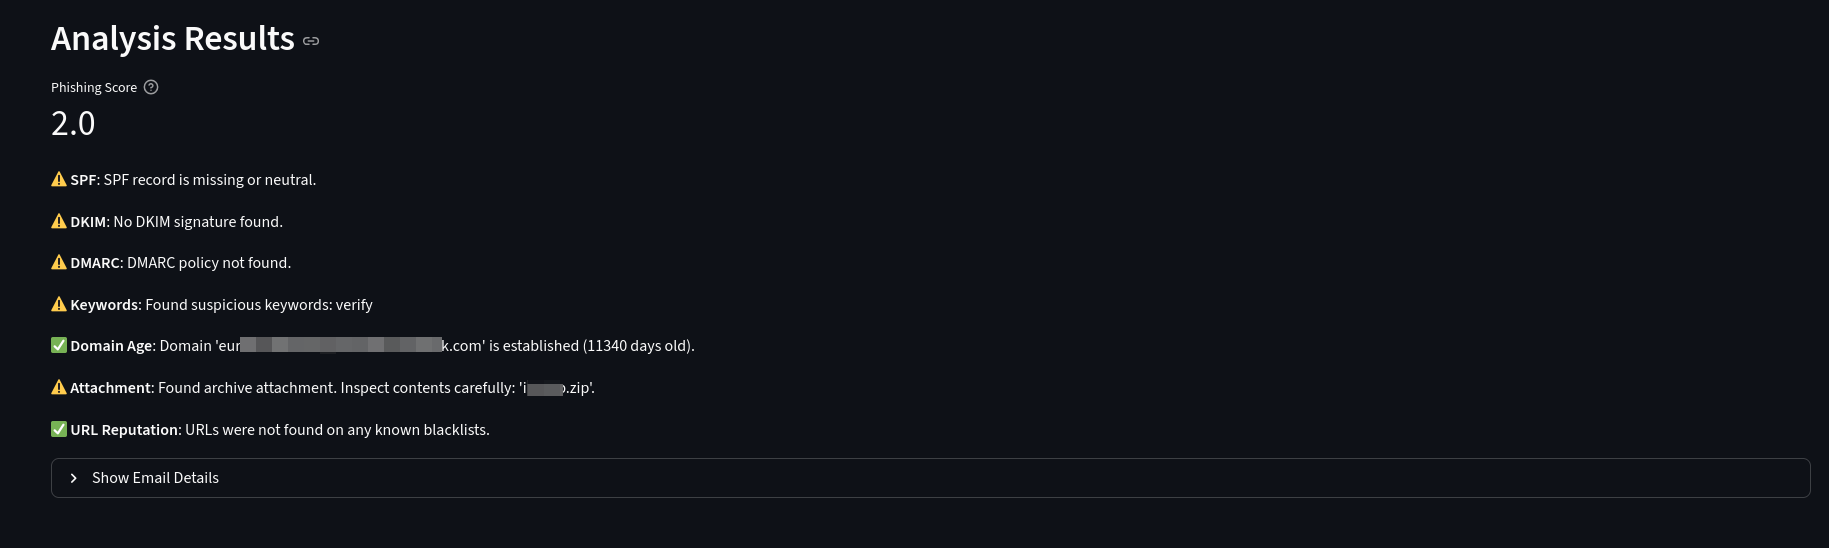 Analysis Results
Phishing Score
2.0
⚠️ SPF: SPF record is missing or neutral.
⚠️ DKIM: No DKIM signature found.
⚠️ DMARC: DMARC policy not found.
⚠️ Keywords: Found suspicious keywords: verify
✅ Domain Age: Domain 'eur k.com' is established (11340 days old).
⚠️ Attachment: Found archive attachment. Inspect contents carefully: 'i .zip'.
✅ URL Reputation: URLs were not found on any known blacklists.
Show Email Details